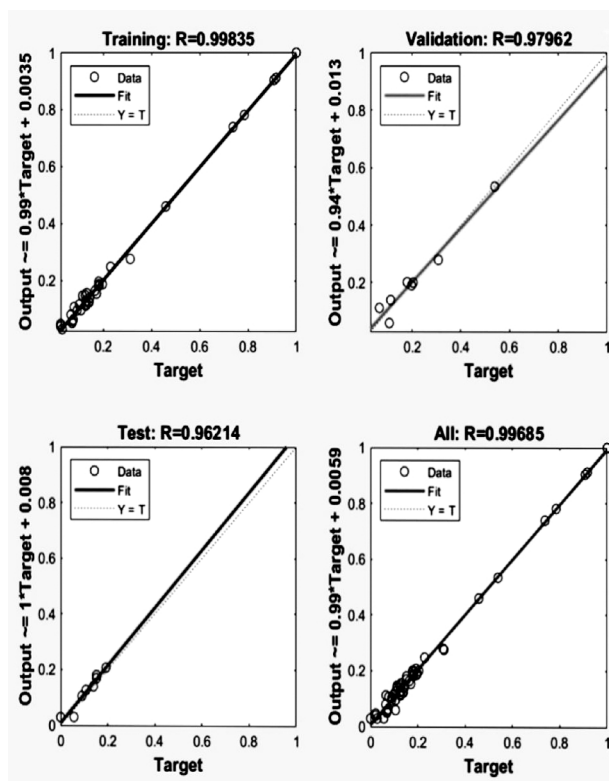 Training: R=0.99835
Output ~= 0.99*Target + 0.0035
1
0.8
0.6
0.4
0.2
Data
Fit
Y = T
0.2 0.4 0.6 0.8 1
Target
Validation: R=0.97962
Output ~= 0.94*Target + 0.013
1
0.8
0.6
0.4
0.2
Data
Fit
Y = T
0.2 0.4 0.6 0.8 1
Target
Test: R=0.96214
Output ~= 1*Target + 0.008
1
0.8
0.6
0.4
0.2
0
Data
Fit
Y = T
0 0.2 0.4 0.6 0.8 1
Target
All: R=0.99685
Output ~= 0.99*Target + 0.0059
1
0.8
0.6
0.4
0.2
0
Data
Fit
Y = T
0 0.2 0.4 0.6 0.8 1
Target